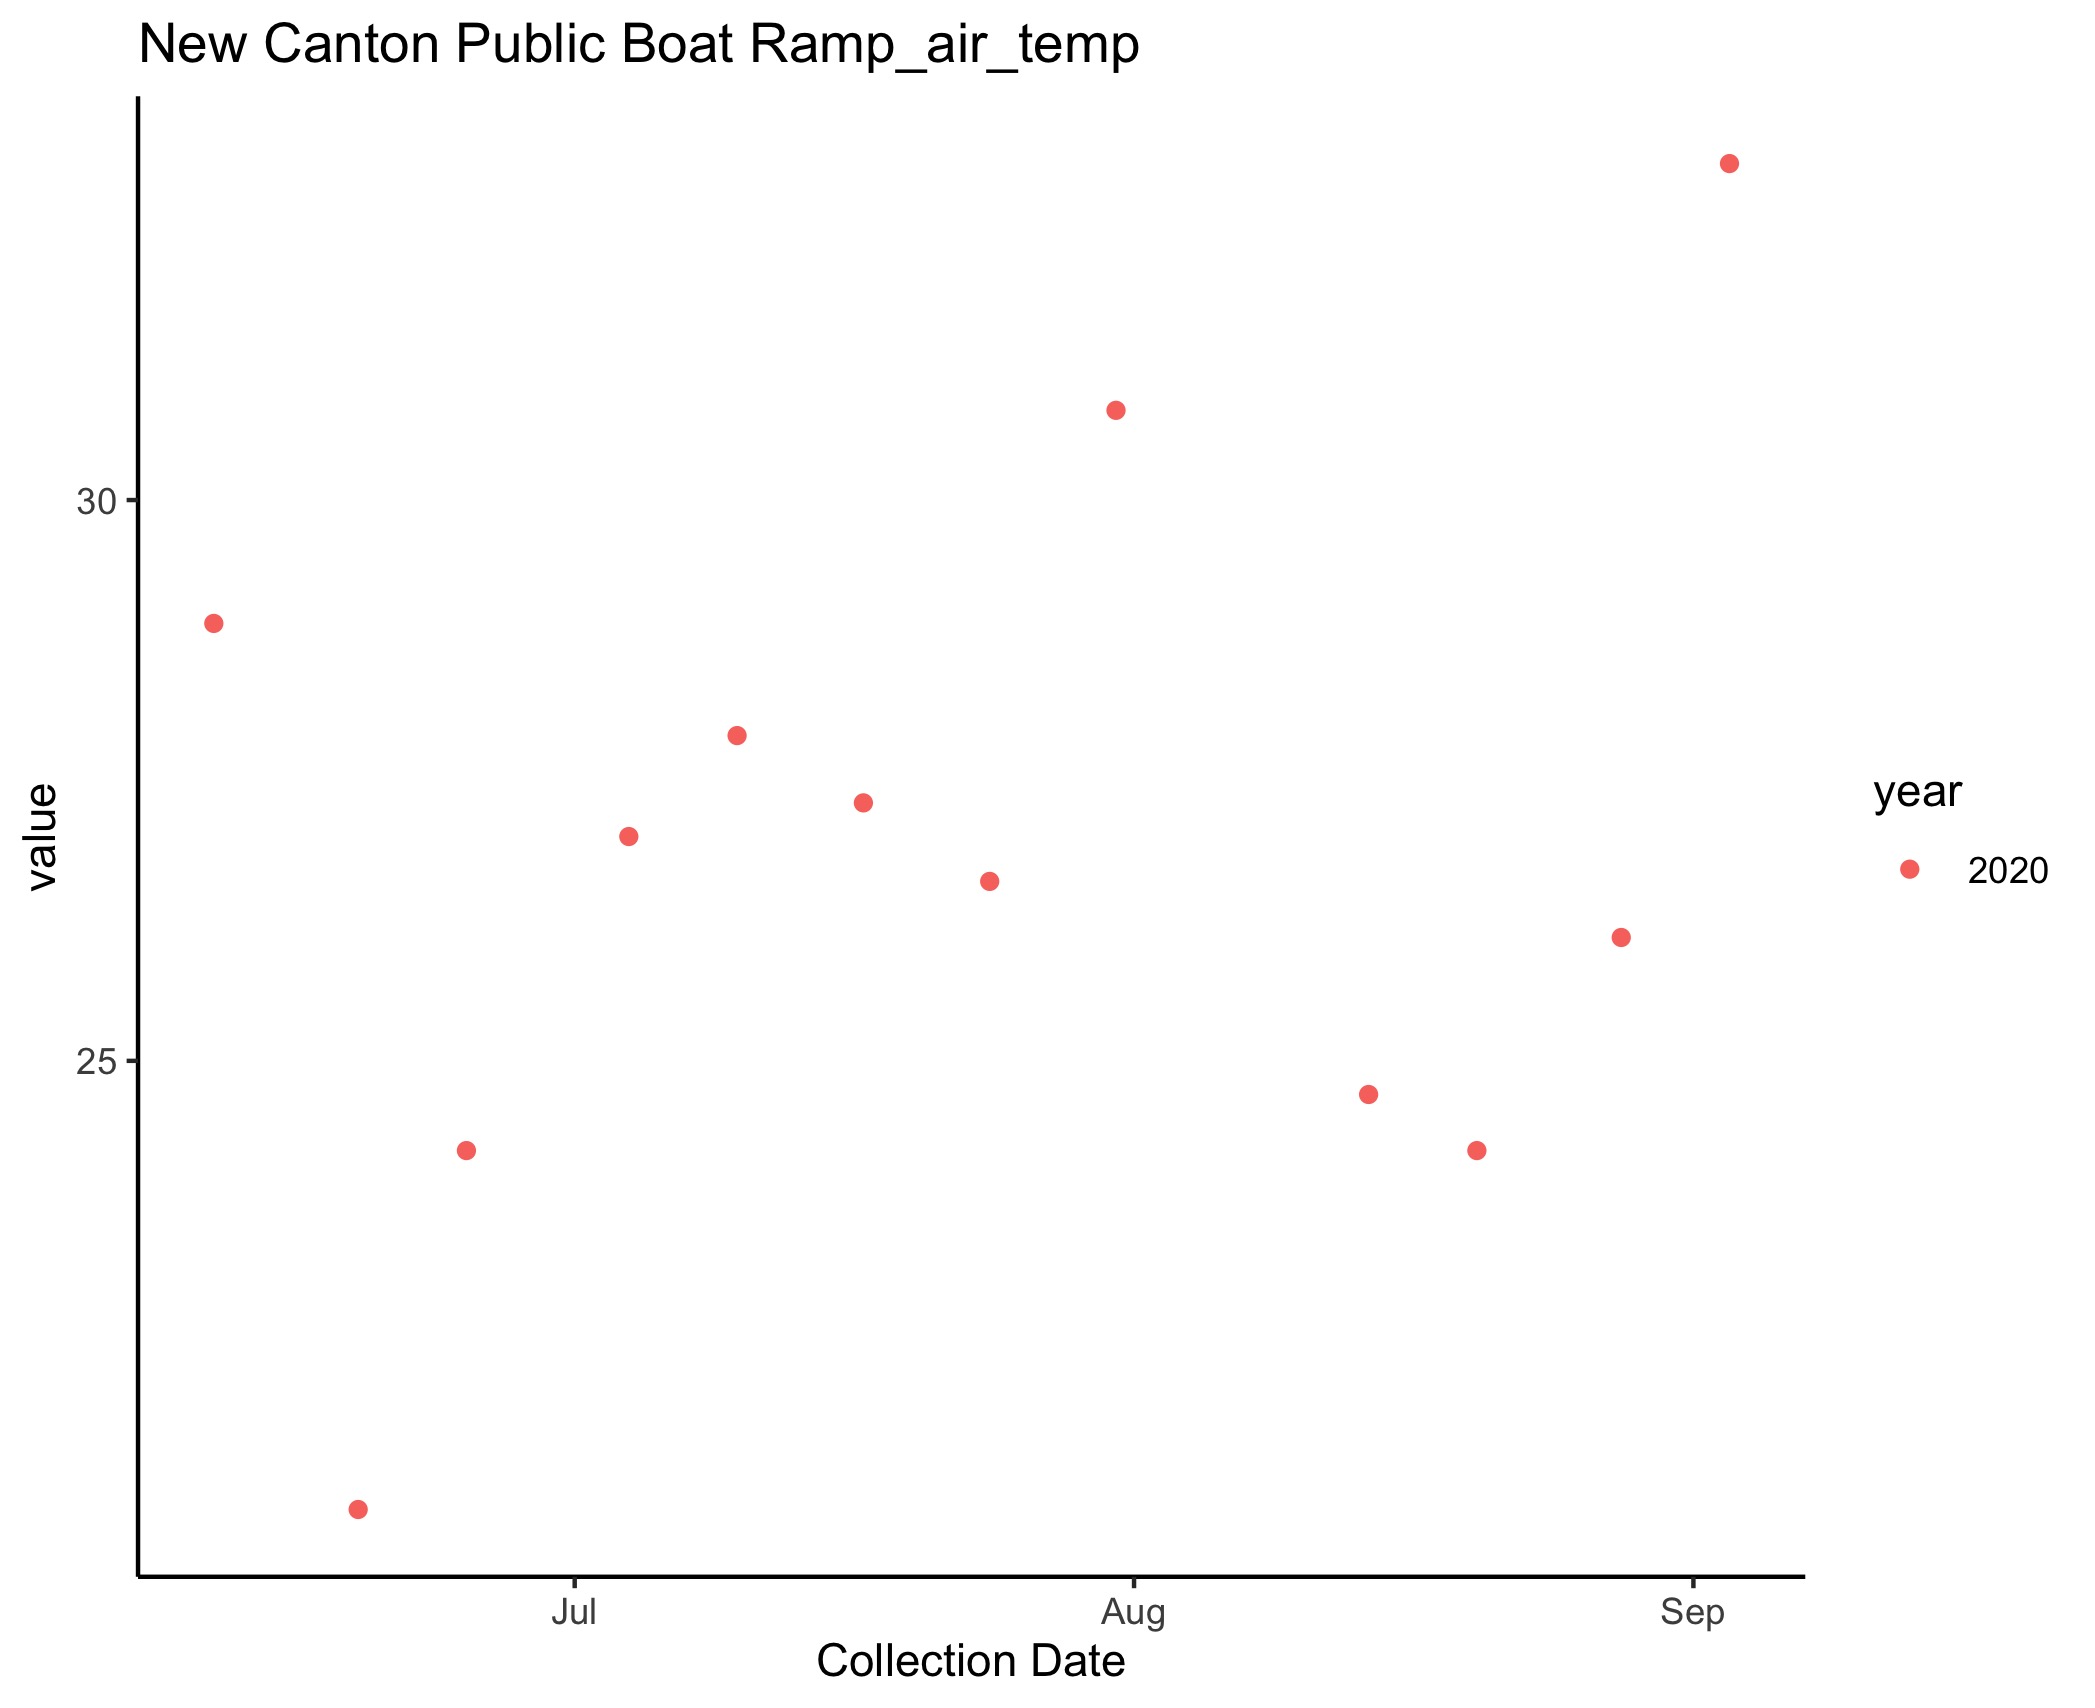 New Canton Public Boat Ramp_air_temp
30
25
value
Jul
Aug
Sep
Collection Date
year
2020